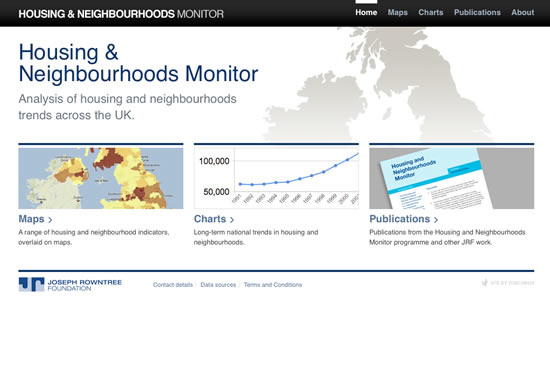 HOUSING & NEIGHBOURHOODS MONITOR
Home Maps Charts Publications About
Housing &
Neighbourhoods Monitor
Analysis of housing and neighbourhoods
trends across the UK.
100,000
50,000
1991 1992 1993 1994 1995 1996 1997 1998 1999 2000
Housing and
Neighbourhoods
Monitor
Maps >
A range of housing and neighbourhood indicators,
overlaid on maps.
Charts >
Long-term national trends in housing and
neighbourhoods.
Publications >
Publications from the Housing and Neighbourhoods
Monitor programme and other JRF work.
JOSEPH ROWNTREE
FOUNDATION
Contact details Data sources Terms and Conditions